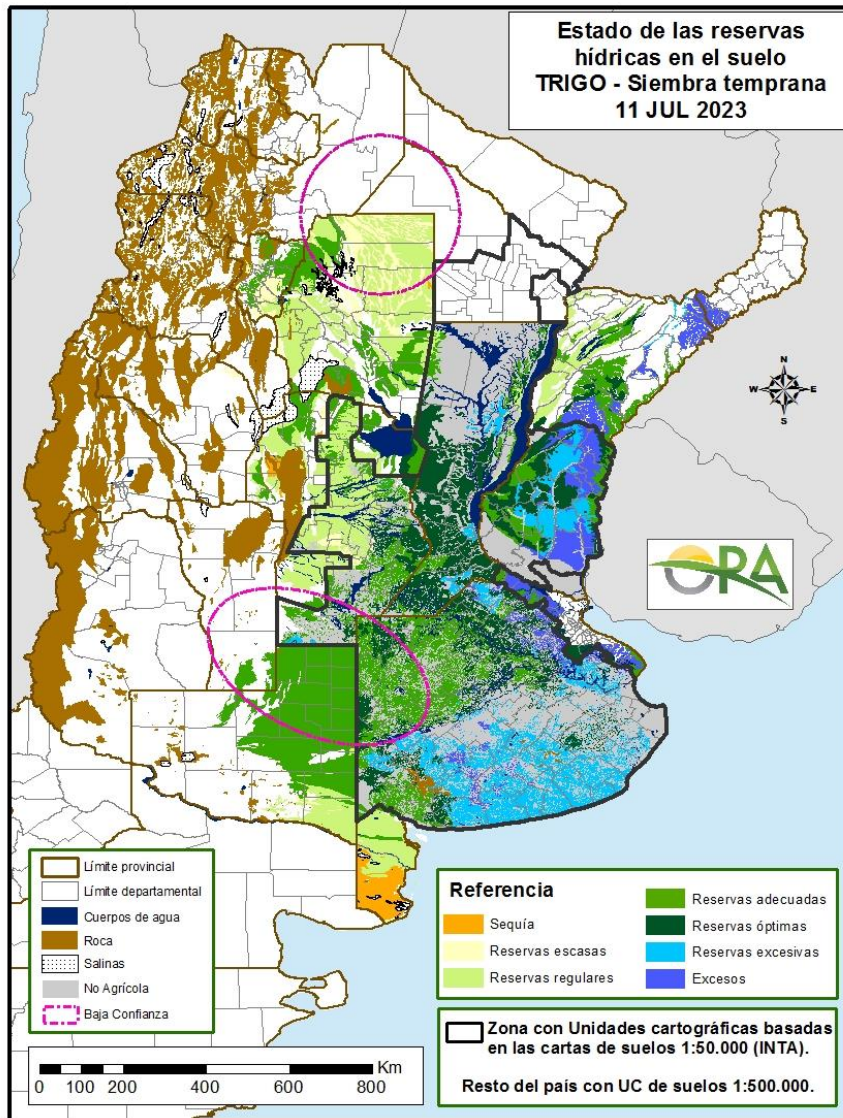 Estado de las reservas
hídricas en el suelo
TRIGO - Siembra temprana
11 JUL 2023
N
W
E
S
OPA
Límite provincial
Límite departamental
Cuerpos de agua
Roca
Salinas
No Agrícola
Baja Confianza
Referencia
Sequía
Reservas escasas
Reservas regulares
Reservas adecuadas
Reservas óptimas
Reservas excesivas
Excesos
Km
0 100 200 400 600 800
Zona con Unidades cartográficas basadas
en las cartas de suelos 1:50.000 (INTA).
Resto del país con UC de suelos 1:500.000.